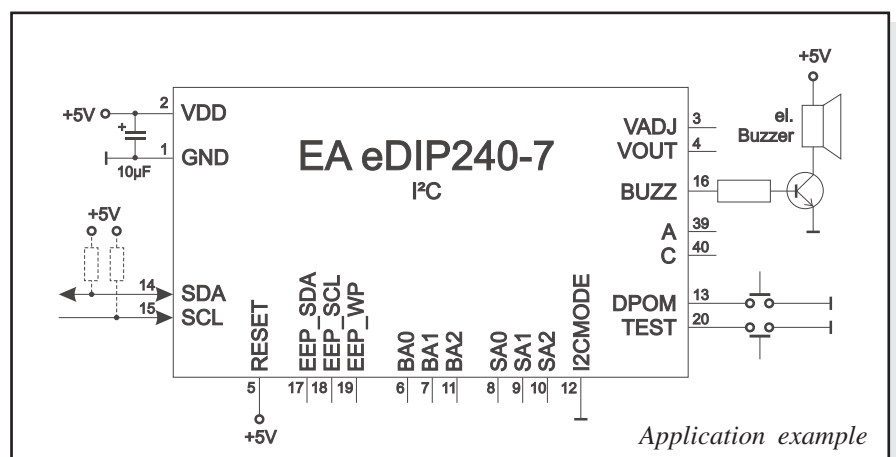 +5V
2
VDD
+
10µF
1
GND
+5V
14
SDA
15
SCL
EA eDIP240-7
I²C
VADJ
3
VOUT
4
BUZZ
16
A
39
C
40
DPOM
13
TEST
20
+5V
el.
Buzzer
RESET
EEP_SDA
EEP_SCL
EEP_WP
BA0
BA1
BA2
SA0
SA1
SA2
I2CMODE
5
17
18
19
6
7
11
8
9
10
12
+5V
Application example